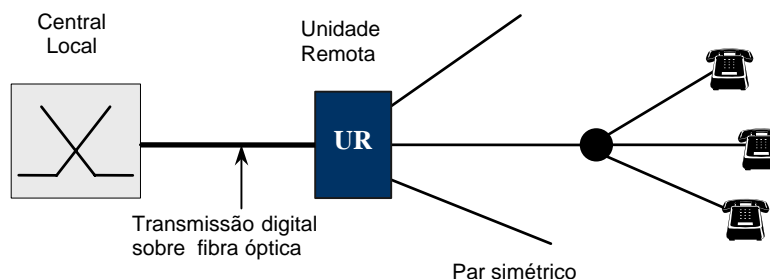 Central
Local
Unidade
Remota
UR
Transmissão digital
sobre fibra óptica
Par simétrico